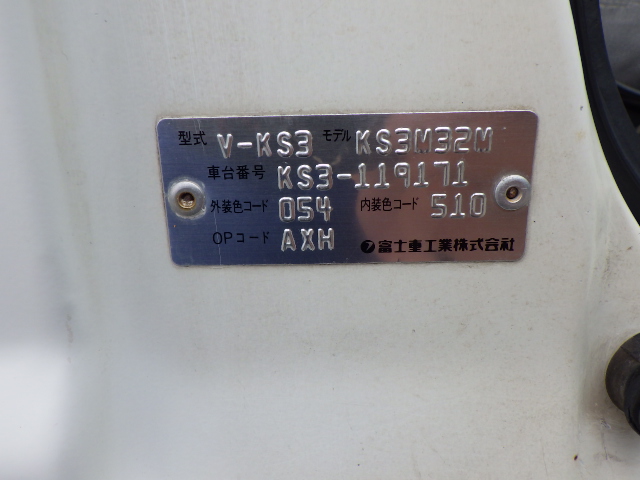 型式 V-KS3 モデル KS3M32M
車台番号 KS3-119171
外装色コード 054 内装色コード 510
OPコード AXH 富士重工業株式会社